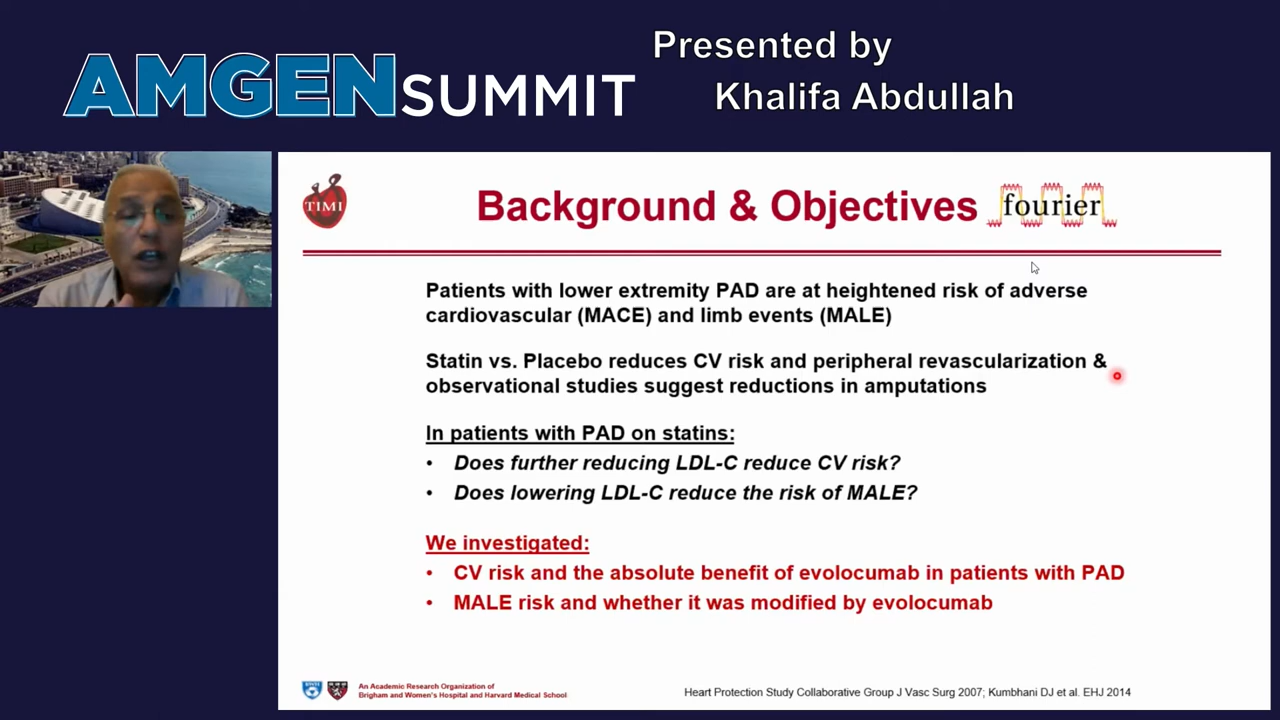 AMGEN SUMMIT
Presented by
Khalifa Abdullah
TIMI
Background & Objectives
fourier
Patients with lower extremity PAD are at heightened risk of adverse
cardiovascular (MACE) and limb events (MALE)
Statin vs. Placebo reduces CV risk and peripheral revascularization &
observational studies suggest reductions in amputations
In patients with PAD on statins:
• Does further reducing LDL-C reduce CV risk?
• Does lowering LDL-C reduce the risk of MALE?
We investigated:
• CV risk and the absolute benefit of evolocumab in patients with PAD
• MALE risk and whether it was modified by evolocumab
An Academic Research Organization of
Brigham and Women's Hospital and Harvard Medical School
Heart Protection Study Collaborative Group J Vasc Surg 2007; Kumbhani DJ et al. EHJ 2014